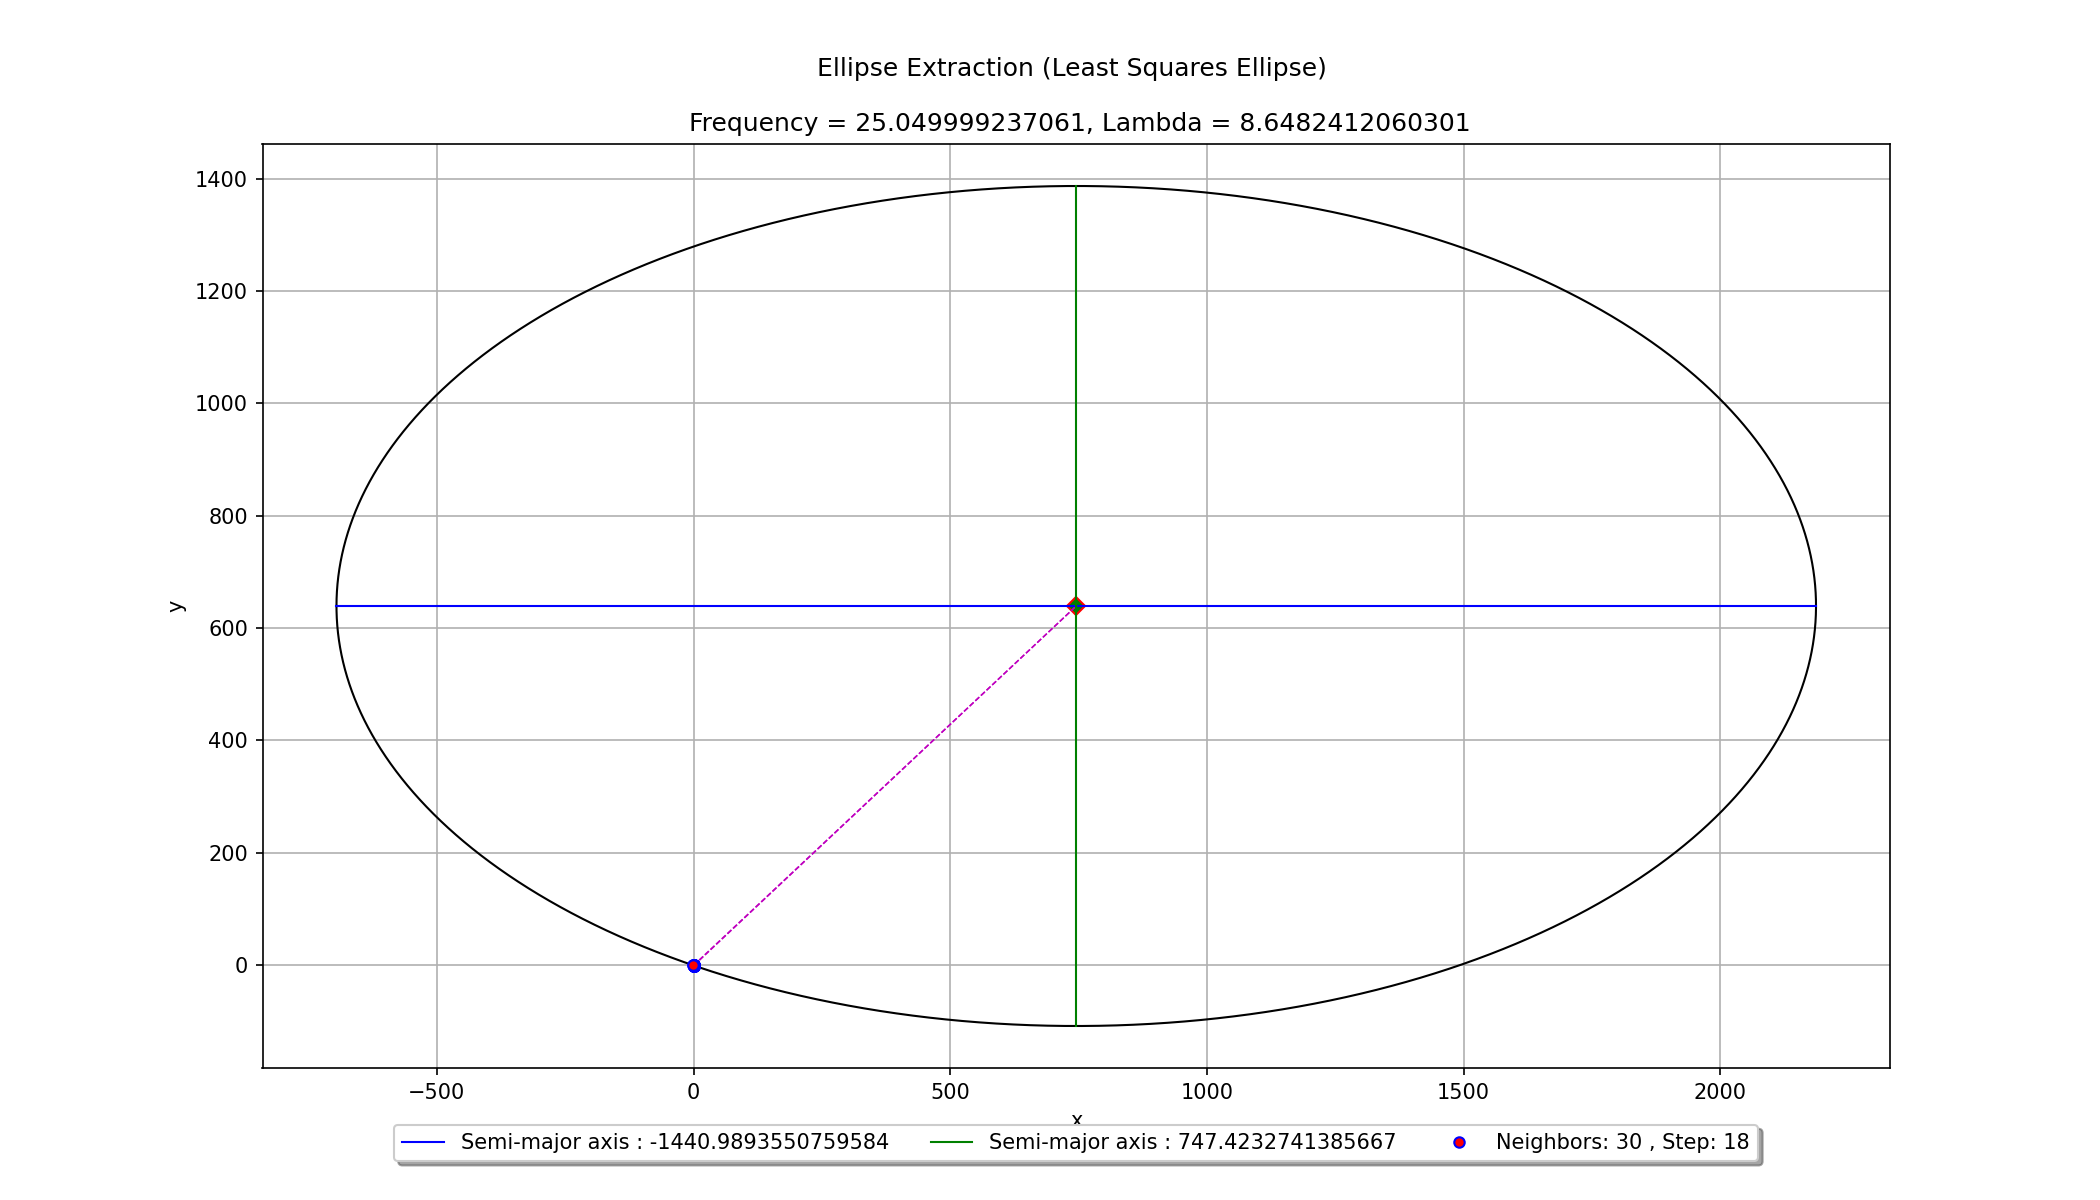 Ellipse Extraction (Least Squares Ellipse)
Frequency = 25.049999237061, Lambda = 8.6482412060301
1400
1200
1000
800
600
400
200
0
y
−500 0 500 1000 1500 2000
x
Semi-major axis : -1440.9893550759584 Semi-major axis : 747.4232741385667 Neighbors: 30 , Step: 18